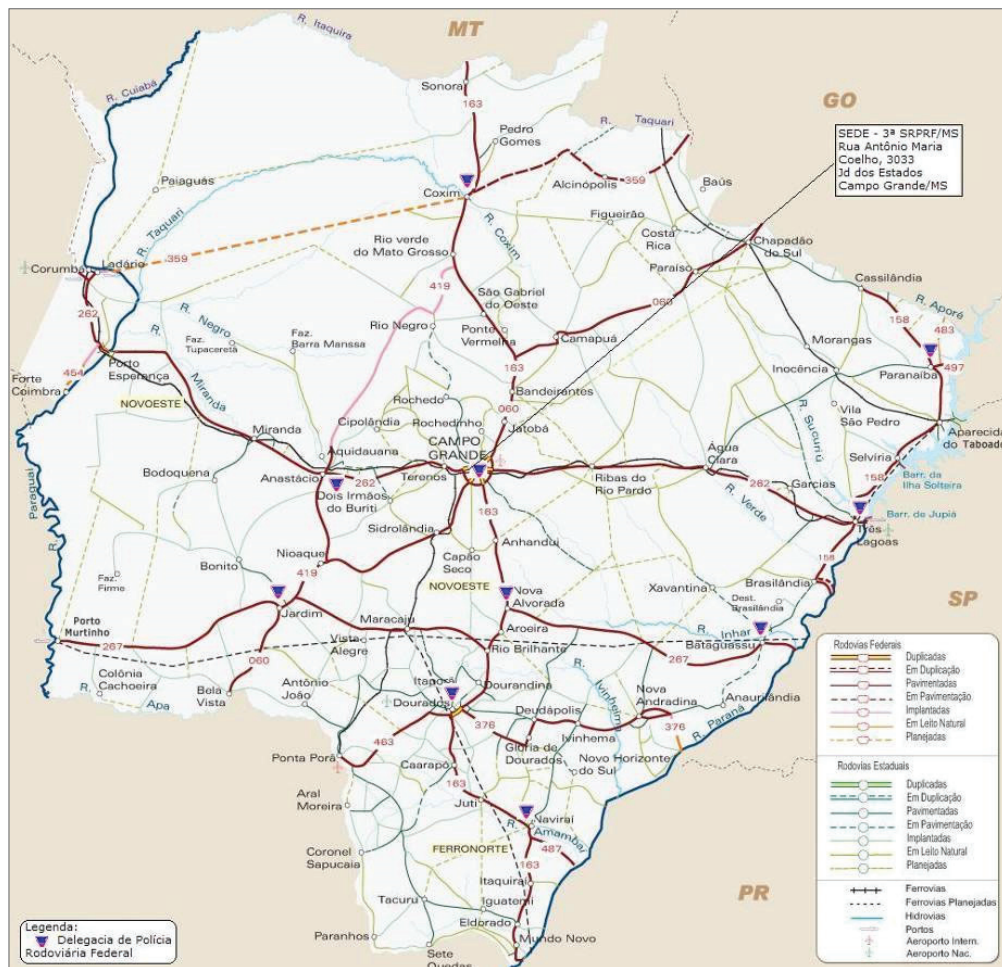 R. Itaquira
MT
R. Cuiabá
Sonora
163
GO
R. Taquari
SEDE - 3ª SRPRF/MS
Rua Antônio Maria
Coelho, 3033
Jd dos Estados
Campo Grande/MS
Pedro
Gomes
Paiaguás
Coxim
Alcinópolis
359
Baús
R. Taquari
R. Coxim
Figueirão
Costa
Rica
Chapadão
do Sul
Rio verde
do Mato Grosso
Paraíso
359
Corumbá
Ladário
419
060
Cassilândia
São Gabriel
do Oeste
R. Aporé
262
R. Negro
Rio Negro
Ponte
Vermelha
Camapuã
158
483
Faz.
Tupaceretã
Faz.
Barra Manssa
R.
Miranda
454
Porto
Esperança
163
Morangas
Inocência
Paranaíba
497
Forte
Coimbra
NOVOESTE
Bandeirantes
Rochedo
060
R. Sucuriú
Vila
São Pedro
Cipolândia
Rochedinho
Jatobá
Aparecida
do Taboado
Miranda
CAMPO
GRANDE
Aquidauana
Água
Clara
Selvíria
Bodoquena
Anastácio
262
Terenos
158
Barr. da
Ilha Solteira
Dois Irmãos
do Buriti
Ribas do
Rio Pardo
262
Garcias
R. Verde
Barr. de Jupiá
R. Paraguai
163
Três
Lagoas
Sidrolândia
Anhandui
Nioaque
Capão
Seco
158
Bonito
419
NOVOESTE
Xavantina
Brasilândia
Faz.
Firme
Nova
Alvorada
Dest.
Brasilândia
SP
Jardim
Porto
Murtinho
Maracaju
Aroeira
R. Inhar
267
Vista
Alegre
Rio Brilhante
Bataguassu
060
267
Colônia
Cachoeira
Antônio
João
Itaporã
Dourandina
Nova
Andradina
Anaurilândia
R. Apa
Bela
Vista
Dourados
Deudápolis
R. Ivinheima
463
376
Ivinhema
376
R. Paraná
Ponta Porã
Glória de
Dourados
Novo Horizonte
do Sul
Caarapó
163
Aral
Moreira
Juti
Naviraí
R. Amambaí
Coronel
Sapucaia
FERRONORTE
487
163
Itaquiraí
PR
Tacuru
Iguatemi
Eldorado
Paranhos
Mundo Novo
Sete
Quedas
Legenda:
Delegacia de Polícia
Rodoviária Federal
Rodovias Federais
Duplicadas
Em Duplicação
Pavimentadas
Em Pavimentação
Implantadas
Em Leito Natural
Planejadas
Rodovias Estaduais
Duplicadas
Em Duplicação
Pavimentadas
Em Pavimentação
Implantadas
Em Leito Natural
Planejadas
Ferrovias
Ferrovias Planejadas
Hidrovias
Portos
Aeroporto Intern.
Aeroporto Nac.